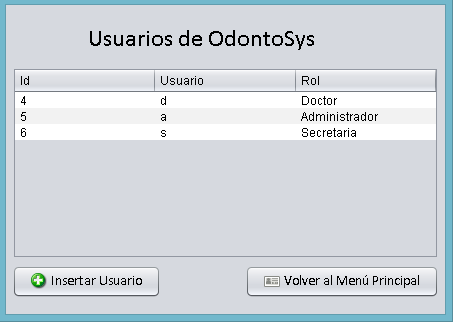 Usuarios de OdontoSys
Id Usuario Rol
4 d Doctor
5 a Administrador
6 s Secretaria
Insertar Usuario Volver al Menú Principal